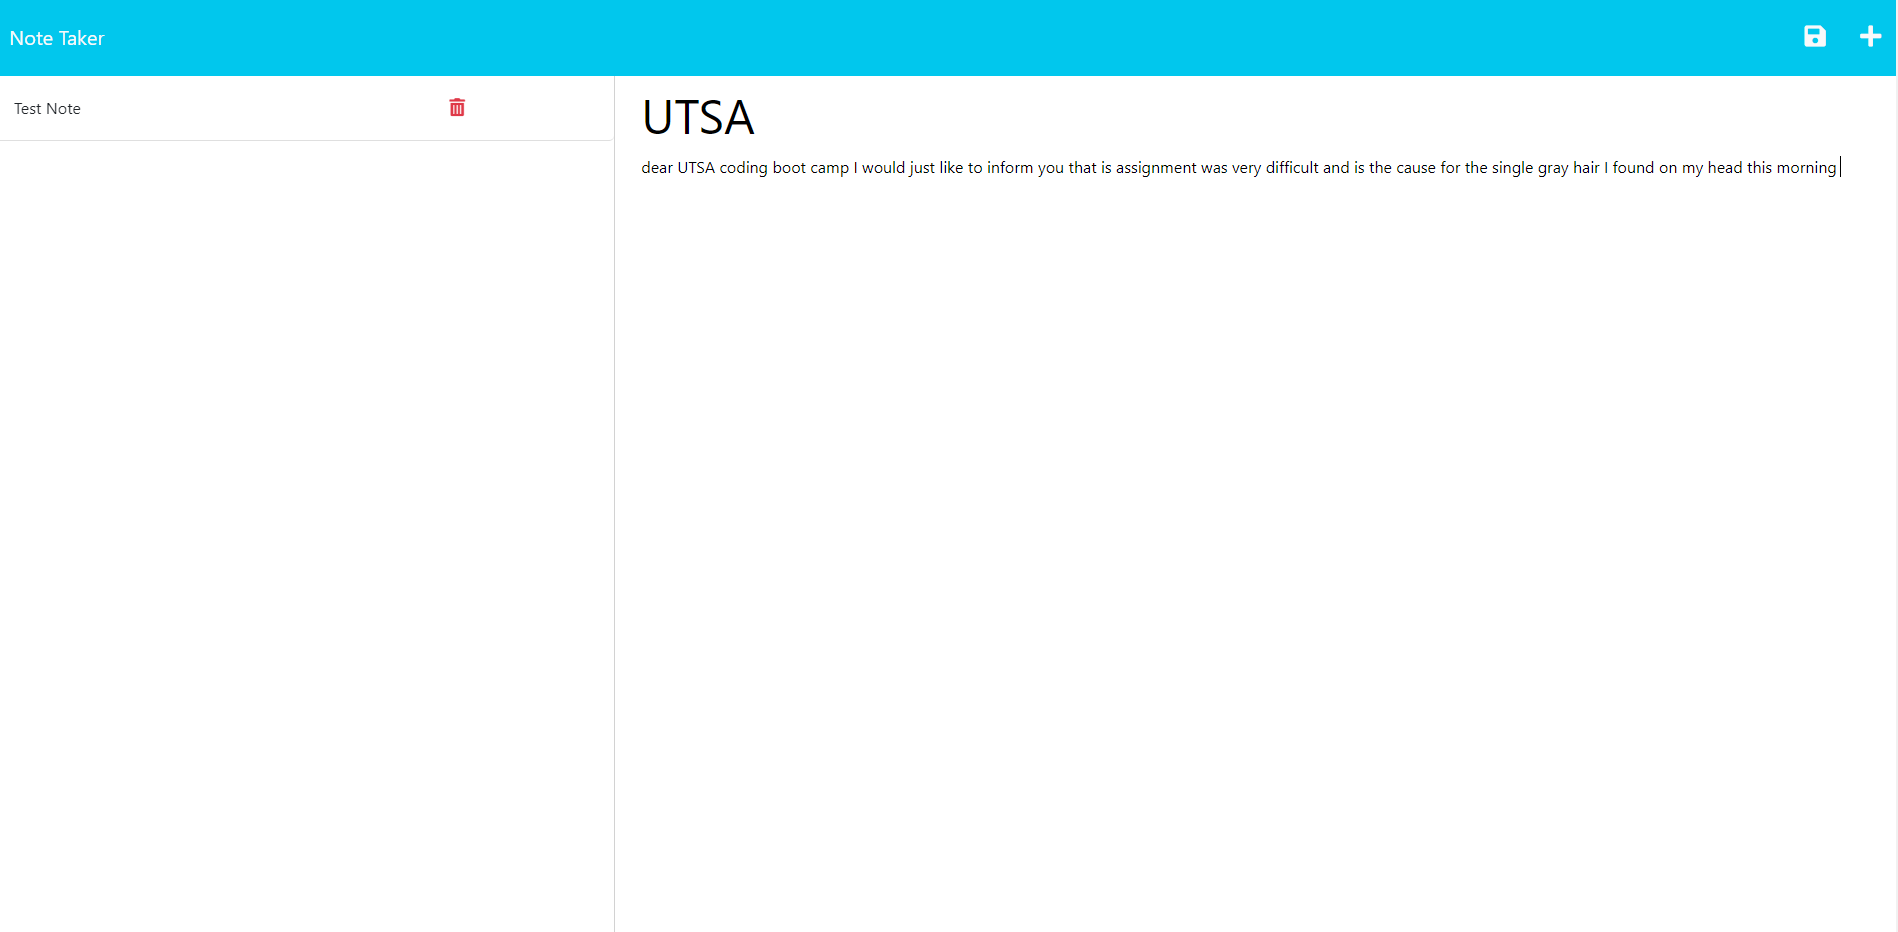 Note Taker
Test Note
UTSA
dear UTSA coding boot camp I would just like to inform you that is assignment was very difficult and is the cause for the single gray hair I found on my head this morning